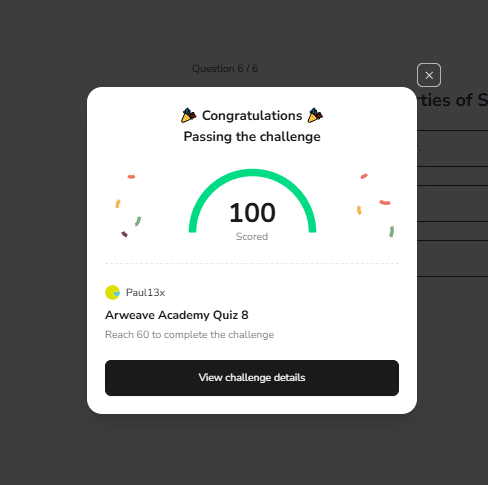 Question 6 / 6
rties of S
Congratulations
Passing the challenge
100
Scored
Paul13x
Arweave Academy Quiz 8
Reach 60 to complete the challenge
View challenge details